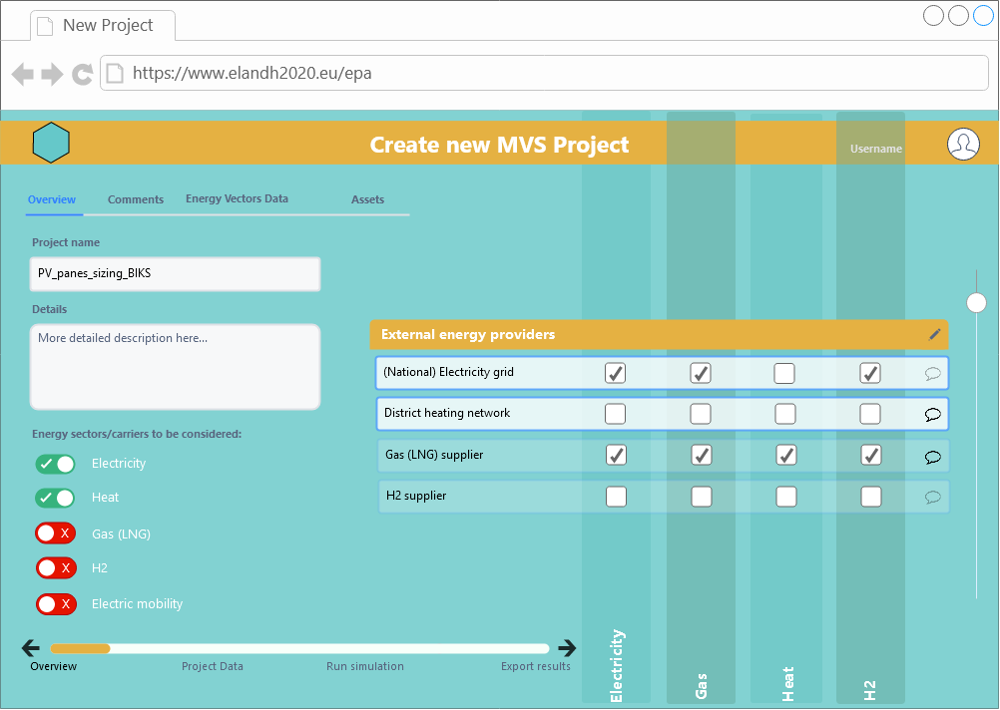 New Project
https://www.elandh2020.eu/epa
Create new MVS Project
Username
Overview
Comments
Energy Vectors Data
Assets
Project name
PV_panes_sizing_BIKS
Details
More detailed description here...
External energy providers
(National) Electricity grid
District heating network
Gas (LNG) supplier
H2 supplier
Energy sectors/carriers to be considered:
Electricity
Heat
X Gas (LNG)
X H2
X Electric mobility
Overview
Project Data
Run simulation
Export results
Electricity
Gas
Heat
H2